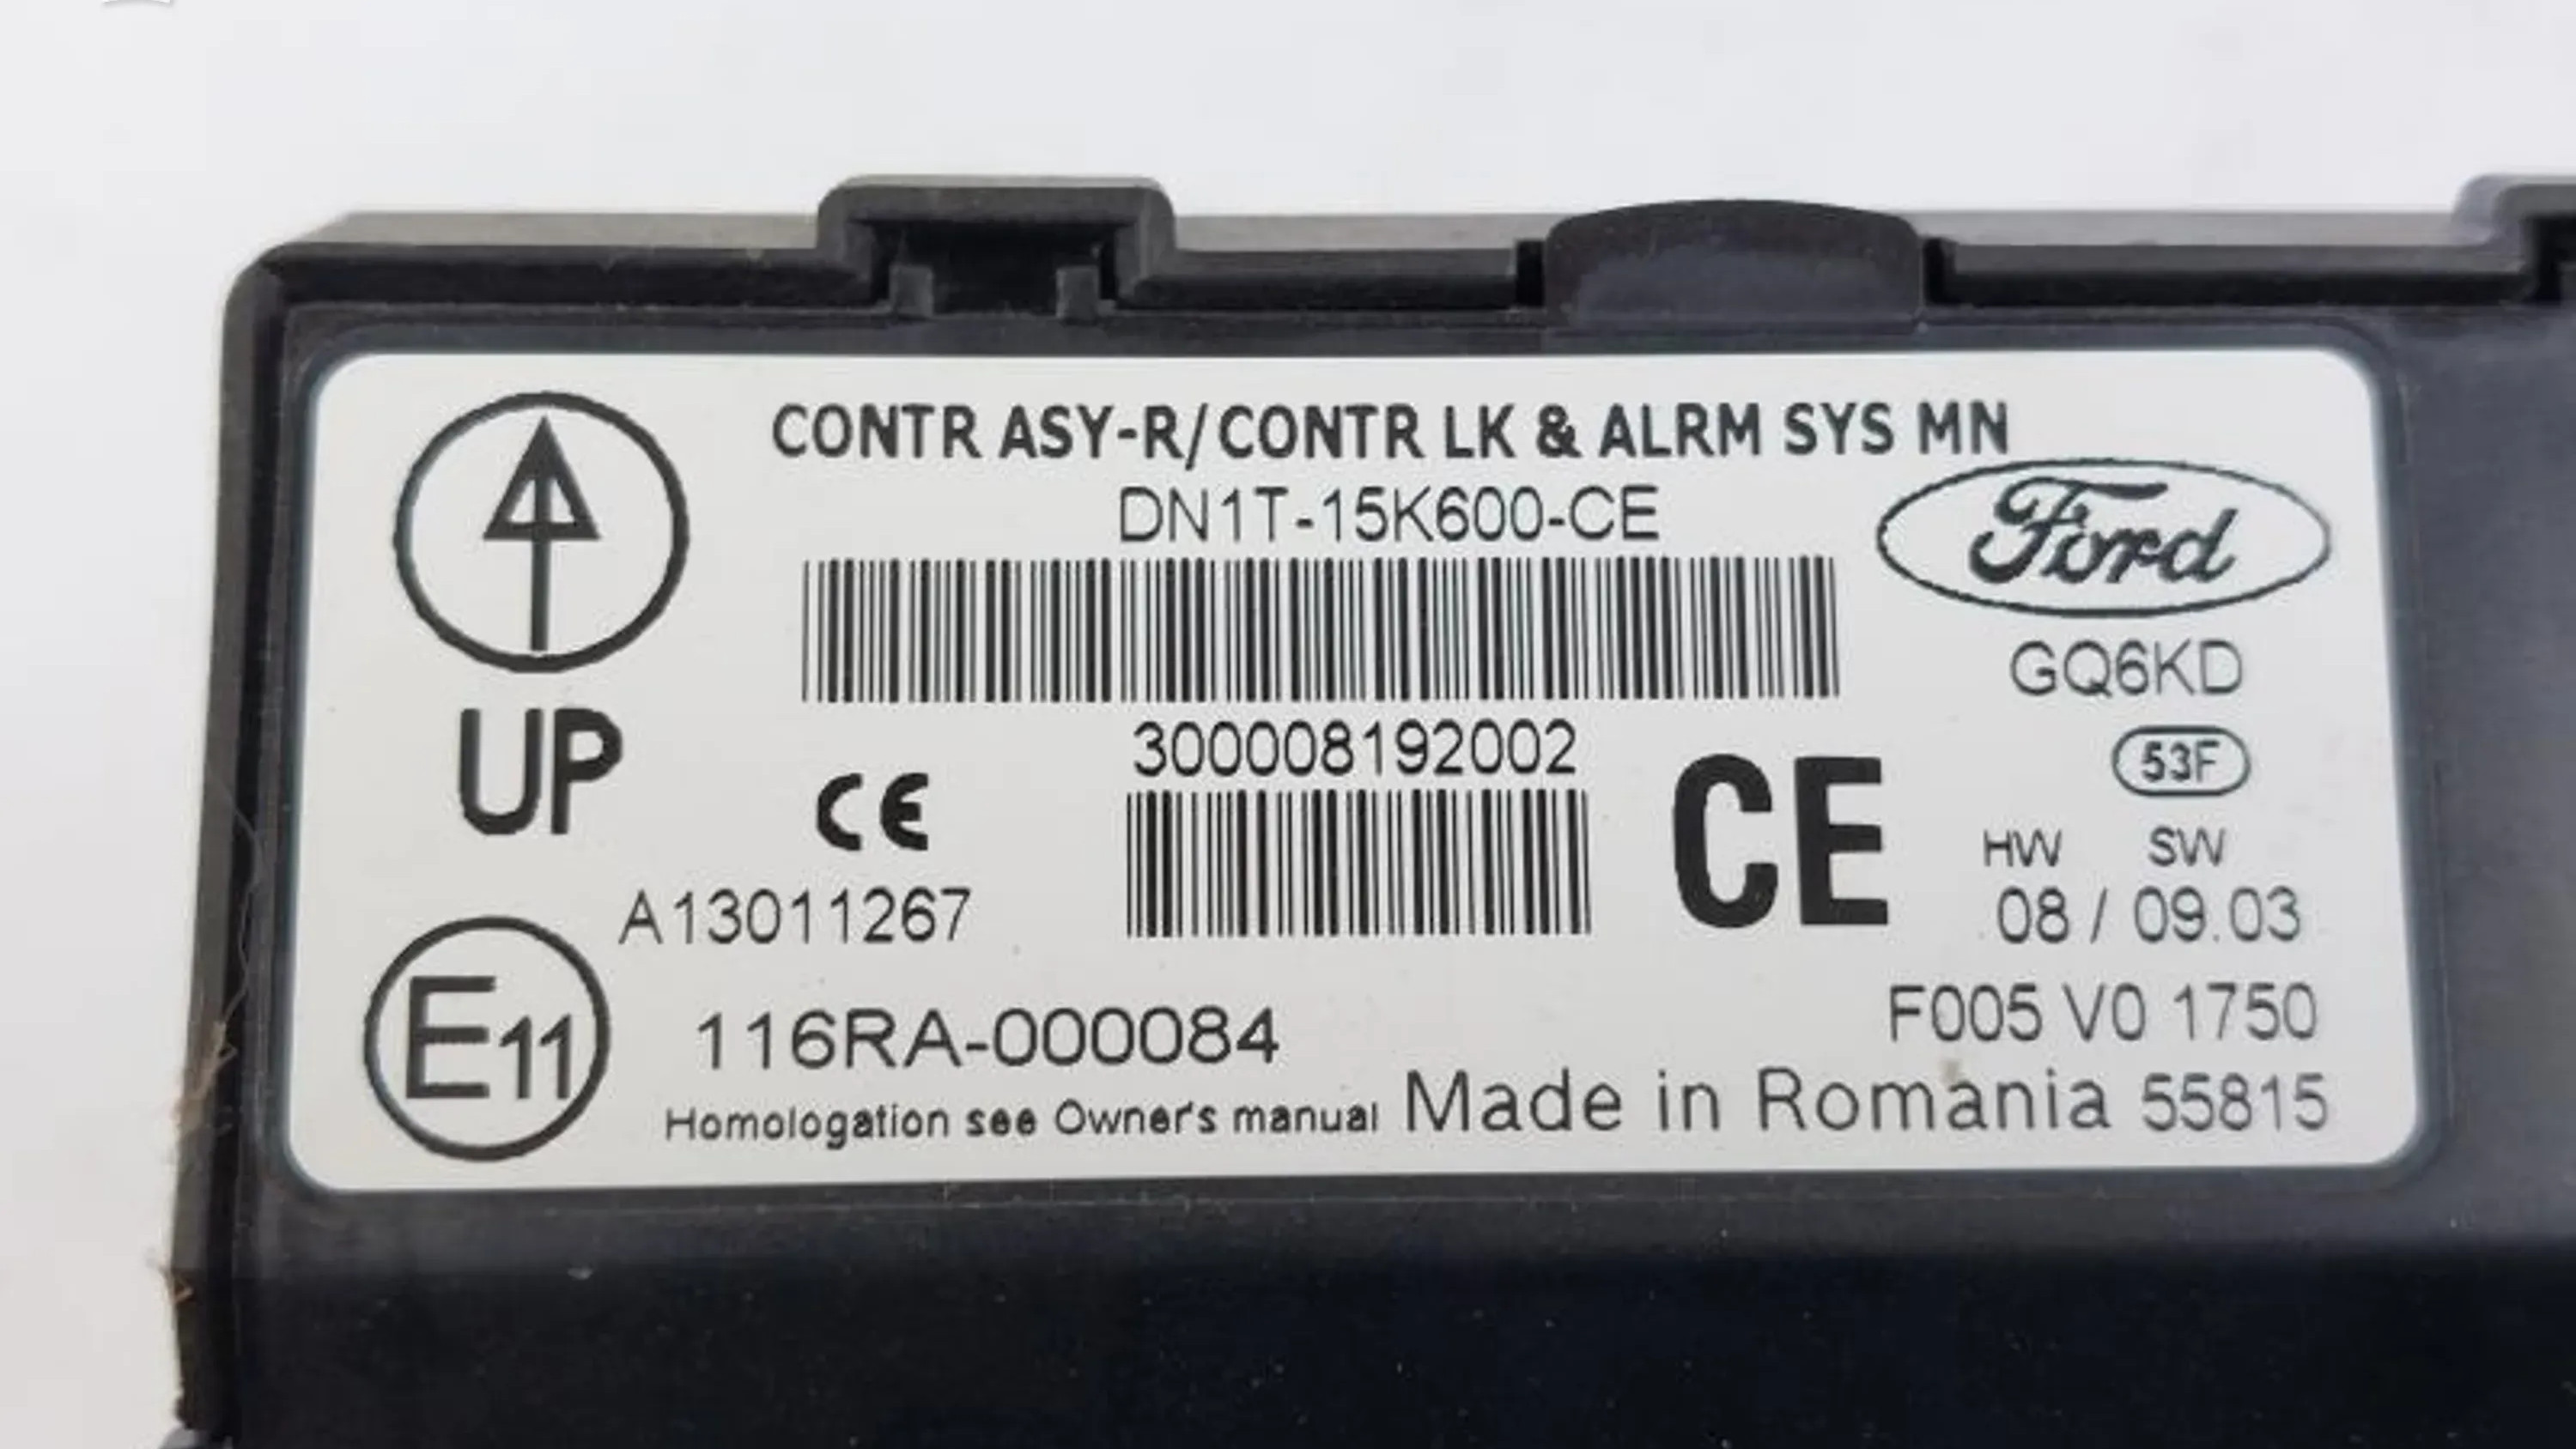 CONTR ASY-R/CONTR LK & ALRM SYS MN
DN1T-15K600-CE
Ford
GQ6KD
UP
300008192002
53F
CE
CE
HW SW
A13011267
08 / 09.03
E11
116RA-000084
F005 V0 1750
Homologation see Owner's manual Made in Romania 55815